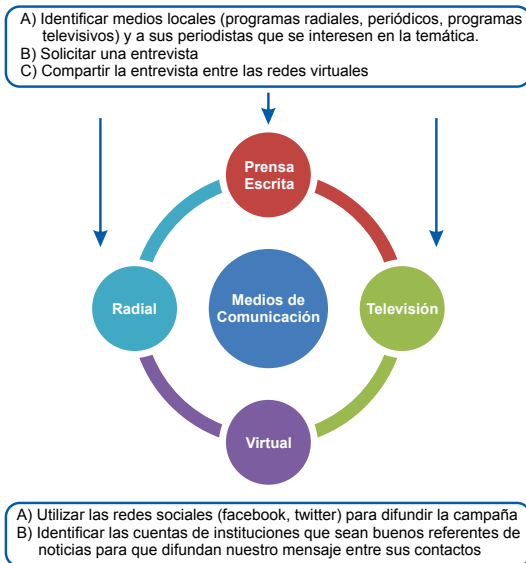 A) Identificar medios locales (programas radiales, periódicos, programas
televisivos) y a sus periodistas que se interesen en la temática.
B) Solicitar una entrevista
C) Compartir la entrevista entre las redes virtuales
Prensa
Escrita
Radial
Medios de
Comunicación
Televisión
Virtual
A) Utilizar las redes sociales (facebook, twitter) para difundir la campaña
B) Identificar las cuentas de instituciones que sean buenos referentes de
noticias para que difundan nuestro mensaje entre sus contactos